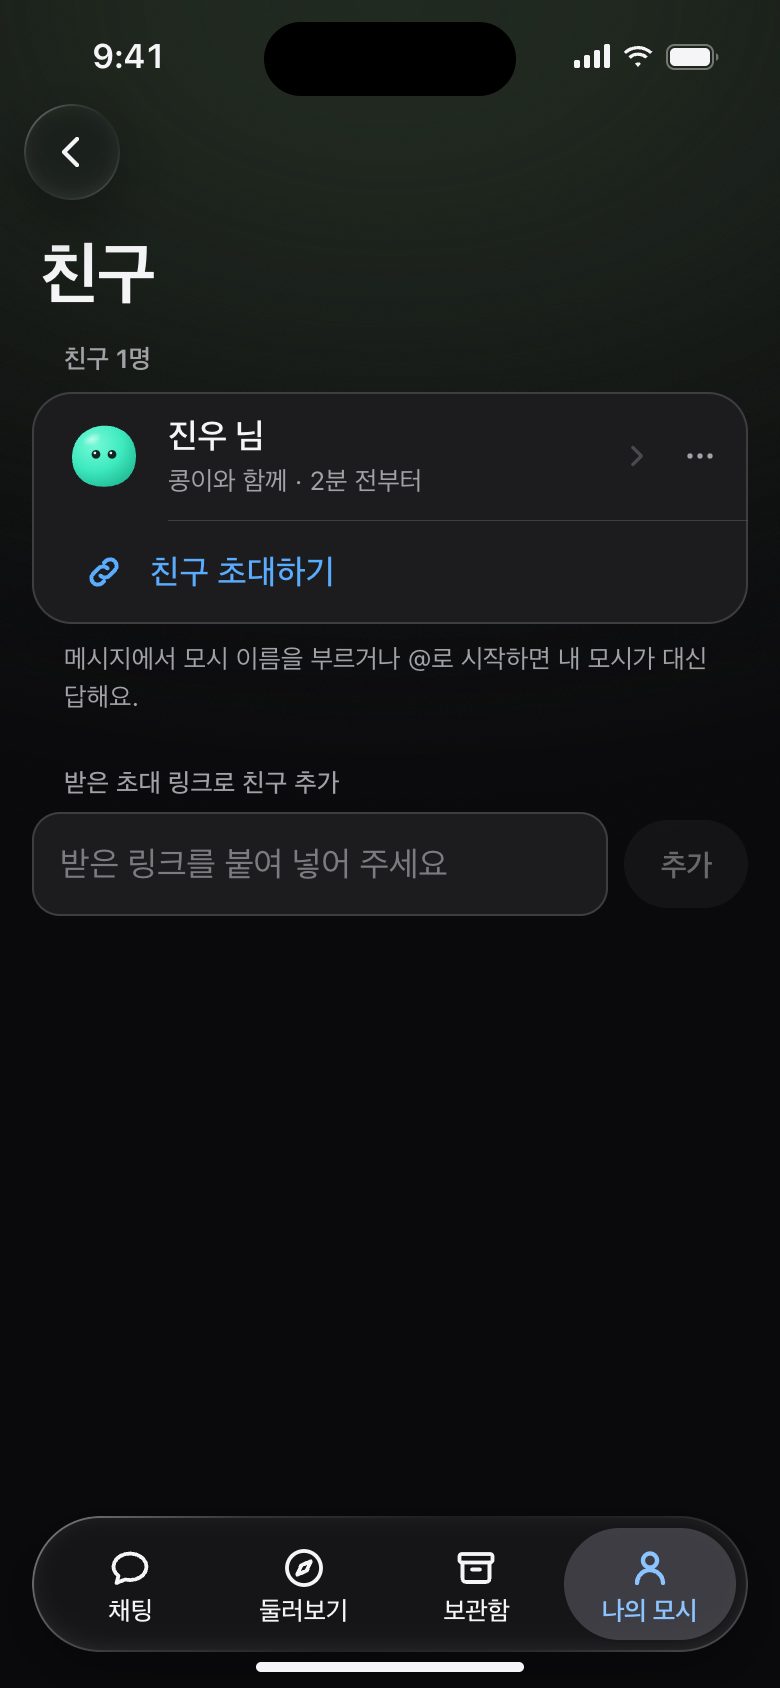 9:41
친구
친구 1명
진우 님
콩이와 함께 · 2분 전부터
친구 초대하기
메시지에서 모시 이름을 부르거나 @로 시작하면 내 모시가 대신
답해요.
받은 초대 링크로 친구 추가
받은 링크를 붙여 넣어 주세요
추가
채팅
둘러보기
보관함
나의 모시